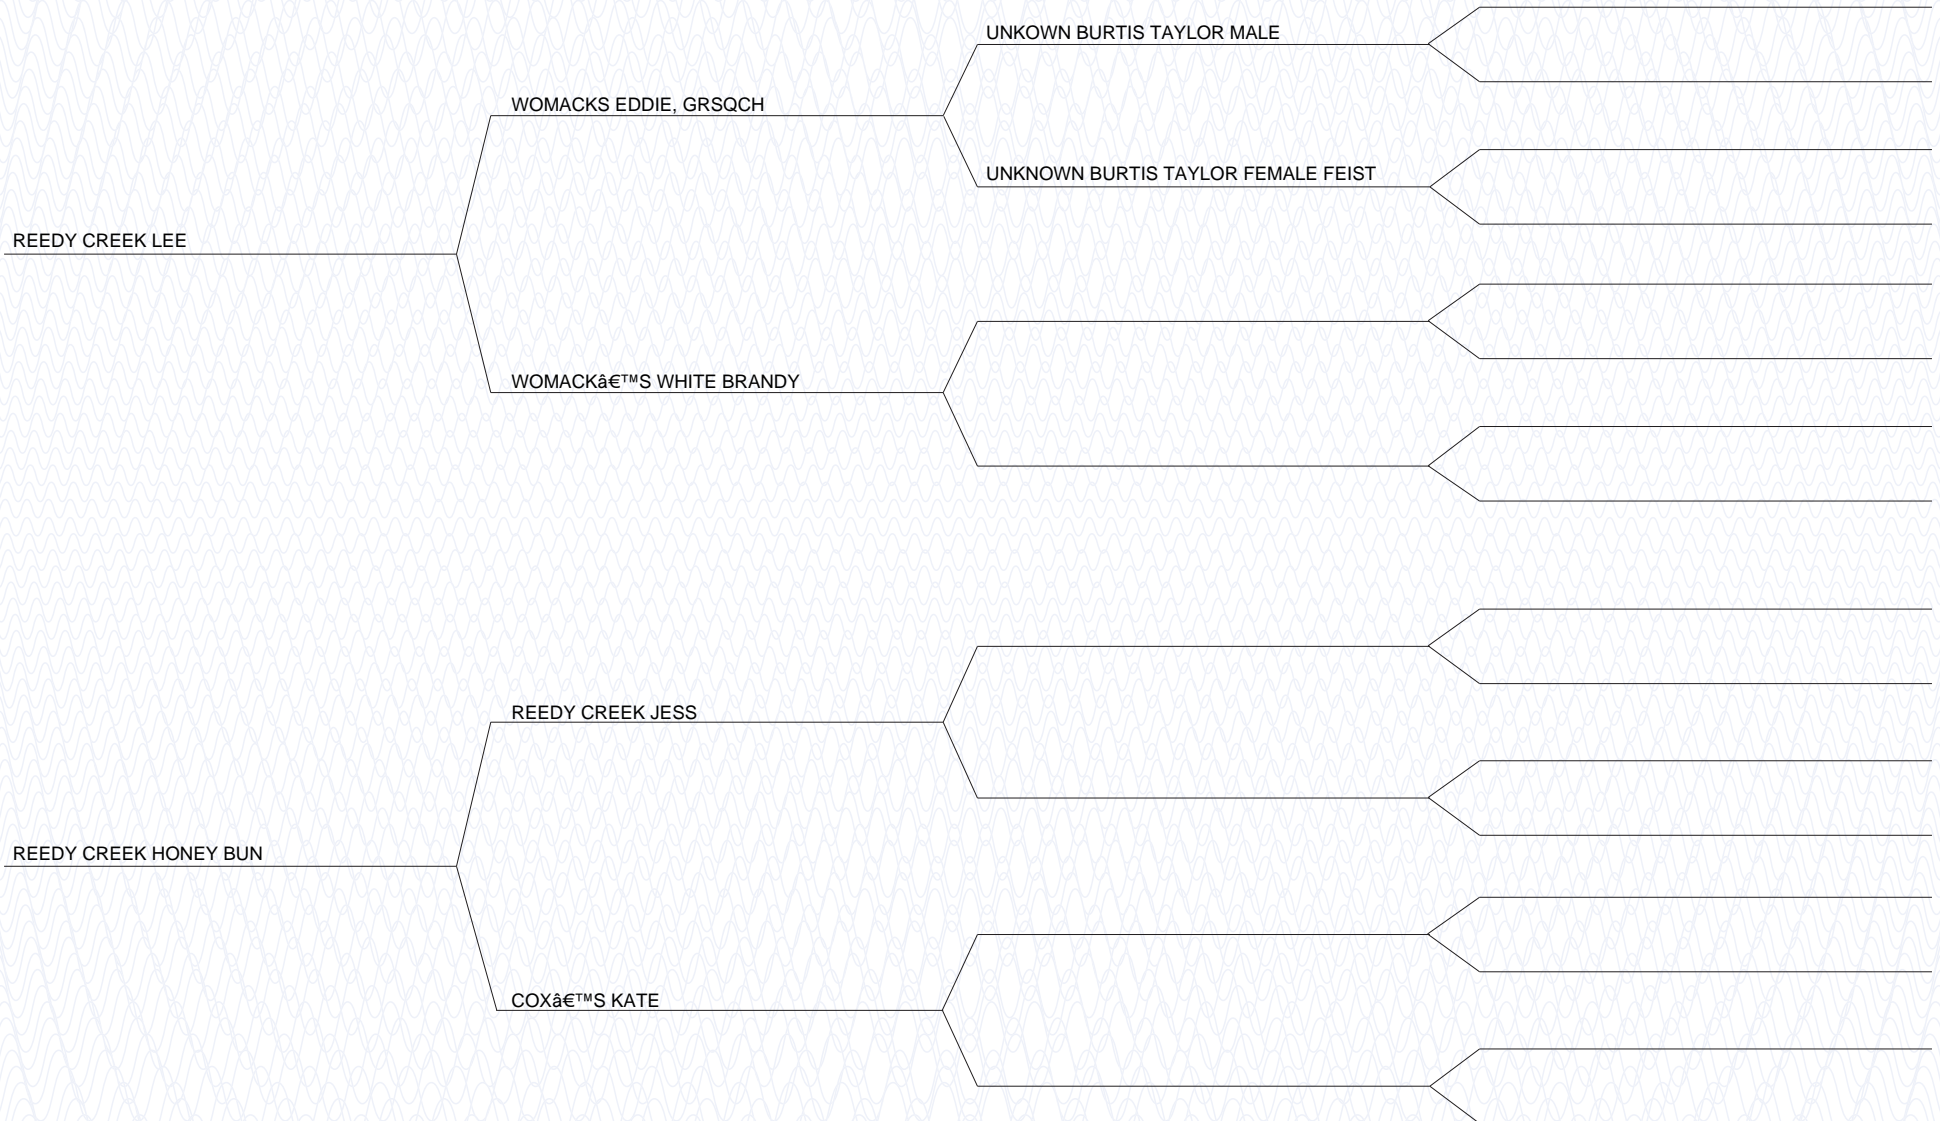 UNKOWN BURTIS TAYLOR MALE
WOMACKS EDDIE, GRSQCH
UNKNOWN BURTIS TAYLOR FEMALE FEIST
REEDY CREEK LEE
WOMACKâ€™S WHITE BRANDY
REEDY CREEK JESS
REEDY CREEK HONEY BUN
COXâ€™S KATE